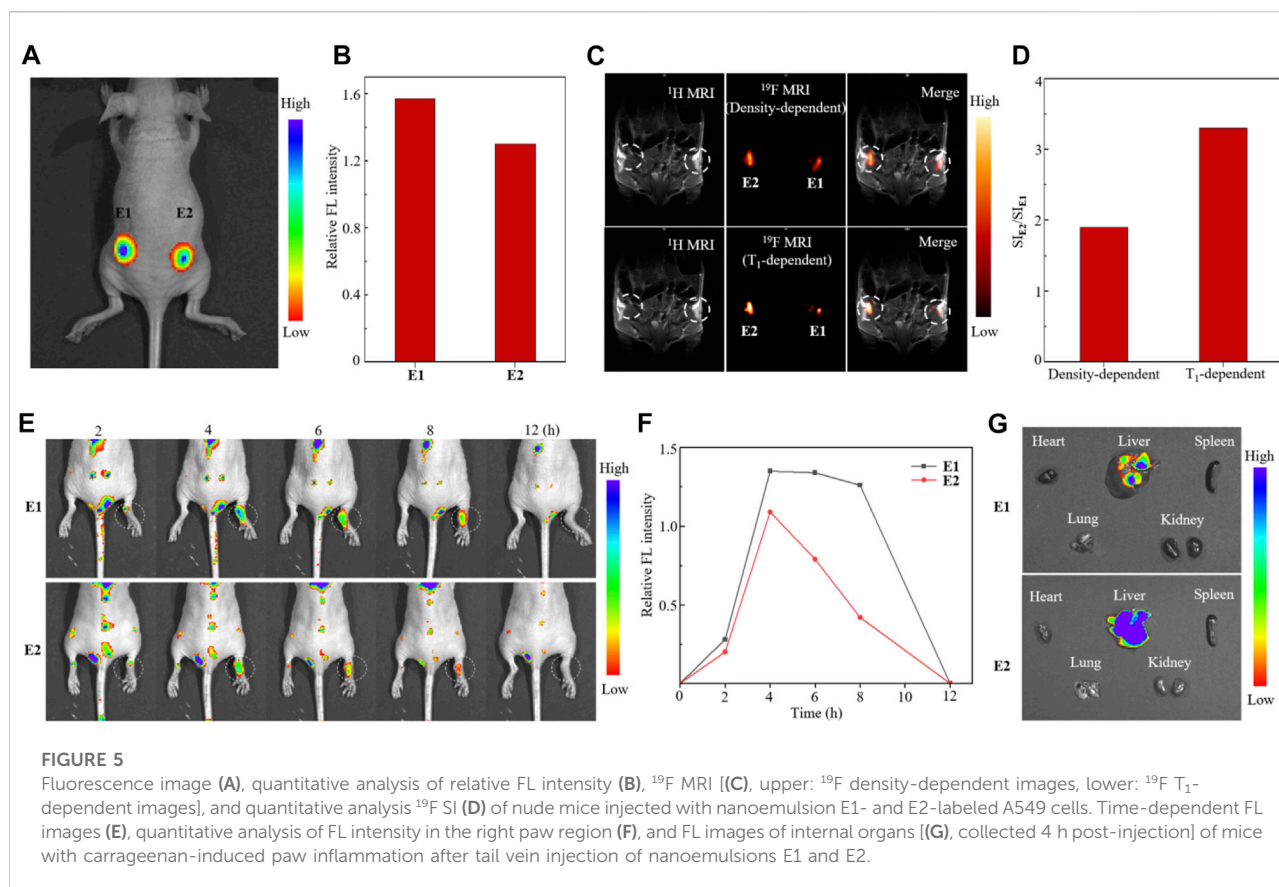 A
E1
E2
High
Low
B
Relative FL intensity
1.6
1.2
0.8
0.4
0
E1
E2
C
¹H MRI
¹⁹F MRI
(Density-dependent)
Merge
E2
E1
¹H MRI
¹⁹F MRI
(T₁-dependent)
Merge
E2
E1
High
Low
D
SI_E2/SI_E1
4
3
2
1
0
Density-dependent
T₁-dependent
E
2
4
6
8
12 (h)
E1
E2
High
Low
F
Relative FL intensity
1.5
1.25
1.0
0.75
0.5
0.25
0
2
4
6
8
10
12
Time (h)
E1
E2
G
Heart
Liver
Spleen
E1
Lung
Kidney
Heart
Liver
Spleen
E2
Lung
Kidney
High
Low
FIGURE 5
Fluorescence image (A), quantitative analysis of relative FL intensity (B), ¹⁹F MRI [(C), upper: ¹⁹F density-dependent images, lower: ¹⁹F T₁-
dependent images], and quantitative analysis ¹⁹F SI (D) of nude mice injected with nanoemulsion E1- and E2-labeled A549 cells. Time-dependent FL
images (E), quantitative analysis of FL intensity in the right paw region (F), and FL images of internal organs [(G), collected 4 h post-injection] of mice
with carrageenan-induced paw inflammation after tail vein injection of nanoemulsions E1 and E2.